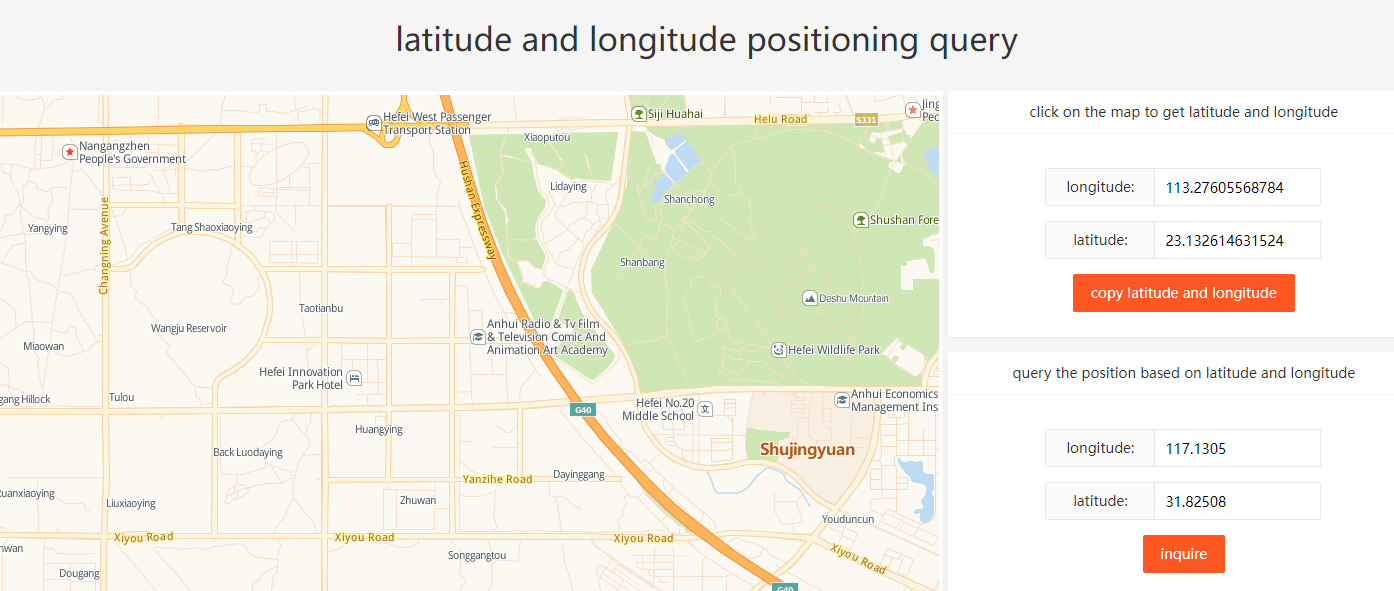 latitude and longitude positioning query
Hefei West Passenger
Transport Station
Siji Huahai
Helu Road
S331
Xiaoputou
Nangangzhen
People's Government
Lidaying
Shanchong
Hushan Expressway
Changning Avenue
Yangying
Tang Shaoxiaoying
Shushan Fore
Shanbang
Dashu Mountain
Taotianbu
Wangju Reservoir
Anhui Radio & Tv Film
& Television Comic And
Animation Art Academy
Miaowan
Hefei Wildlife Park
Hefei Innovation
Park Hotel
gang Hillock
Tulou
G40
Hefei No.20
Middle School
Anhui Economics
Management Ins
Huangying
Shujingyuan
Back Luodaying
Yanzihe Road
Dayinggang
Zhuwan
Liuxiaoying
Youduncun
Xiyou Road
Xiyou Road
Xiyou Road
Xiyou Road
Songgangtou
Dougang
G40
click on the map to get latitude and longitude
longitude: 113.27605568784
latitude: 23.132614631524
copy latitude and longitude
query the position based on latitude and longitude
longitude: 117.1305
latitude: 31.82508
inquire